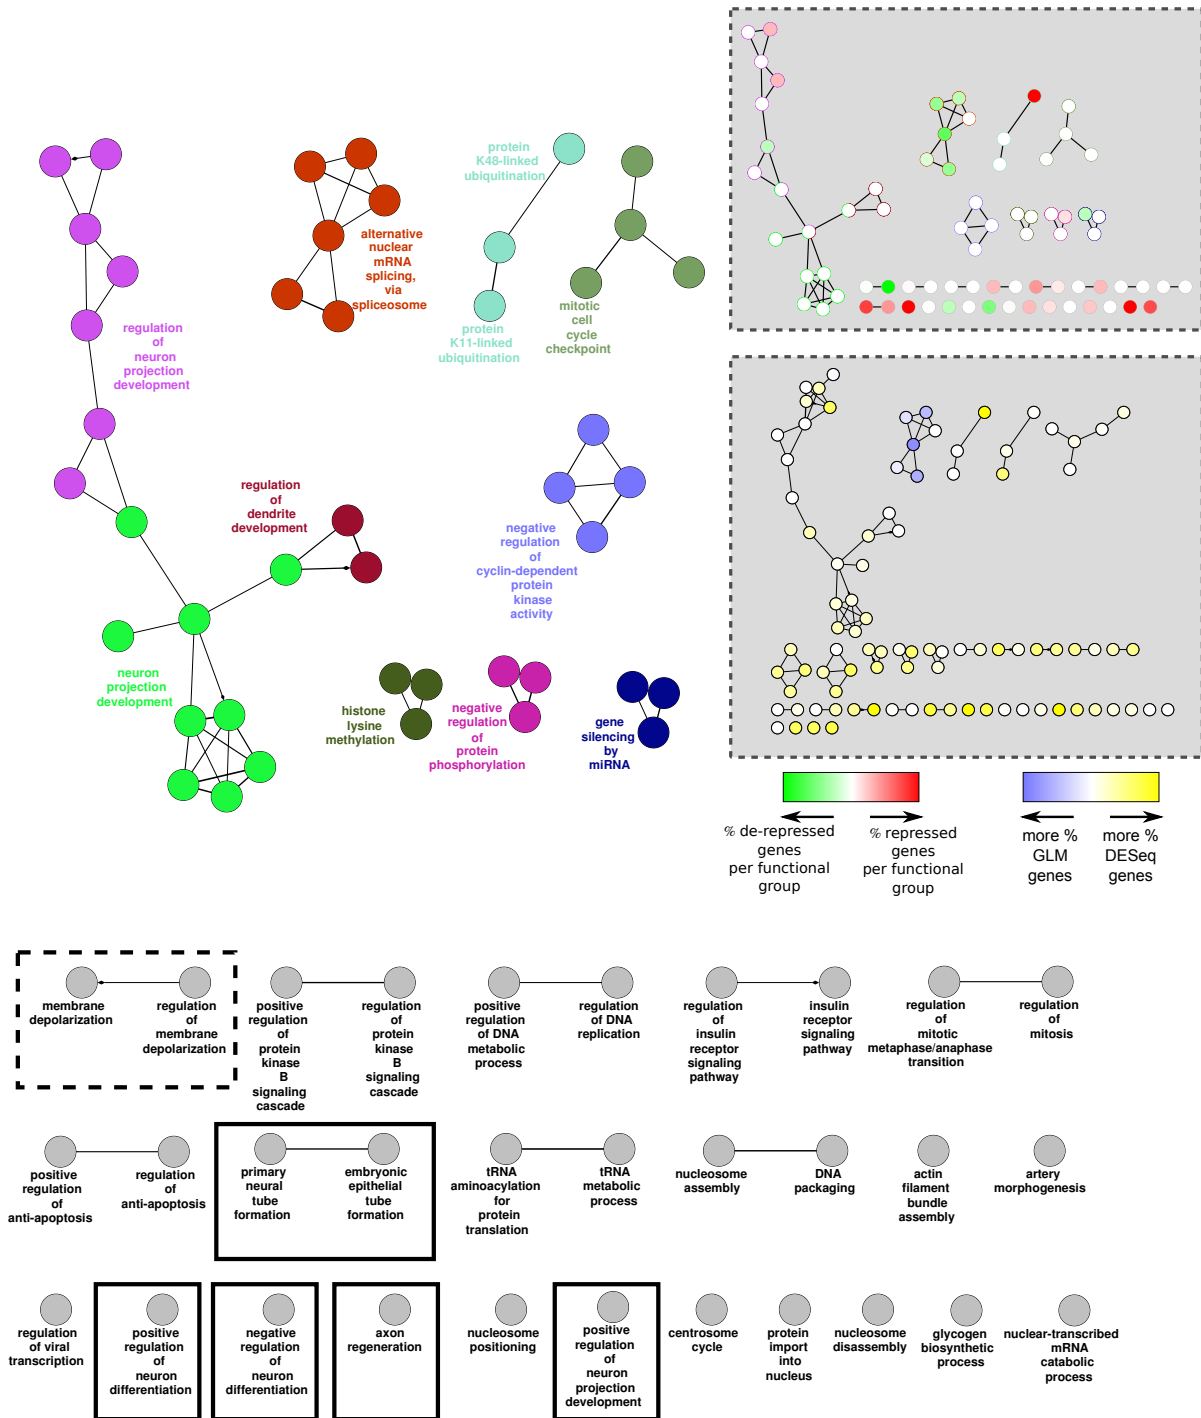 protein
K48-linked
ubiquitination
alternative
nuclear
mRNA
splicing,
via
spliceosome
regulation
of
neuron
projection
development
protein
K11-linked
ubiquitination
mitotic
cell
cycle
checkpoint
regulation
of
dendrite
development
negative
regulation
of
cyclin-dependent
protein
kinase
activity
neuron
projection
development
histone
lysine
methylation
negative
regulation
of
protein
phosphorylation
gene
silencing
by
miRNA
% de-repressed
genes
per functional
group
% repressed
genes
per functional
group
more %
GLM
genes
more %
DESeq
genes
membrane
depolarization
regulation
of
membrane
depolarization
positive
regulation
of
protein
kinase
B
signaling
cascade
regulation
of
protein
kinase
B
signaling
cascade
positive
regulation
of DNA
metabolic
process
regulation
of DNA
replication
regulation
of
insulin
receptor
signaling
pathway
insulin
receptor
signaling
pathway
regulation
of
mitotic
metaphase/anaphase
transition
regulation
of
mitosis
positive
regulation
of
anti-apoptosis
regulation
of
anti-apoptosis
primary
neural
tube
formation
embryonic
epithelial
tube
formation
tRNA
aminoacylation
for
protein
translation
tRNA
metabolic
process
nucleosome
assembly
DNA
packaging
actin
filament
bundle
assembly
artery
morphogenesis
regulation
of viral
transcription
positive
regulation
of
neuron
differentiation
negative
regulation
of
neuron
differentiation
axon
regeneration
nucleosome
positioning
positive
regulation
of
neuron
projection
development
centrosome
cycle
protein
import
into
nucleus
nucleosome
disassembly
glycogen
biosynthetic
process
nuclear-transcribed
mRNA
catabolic
process